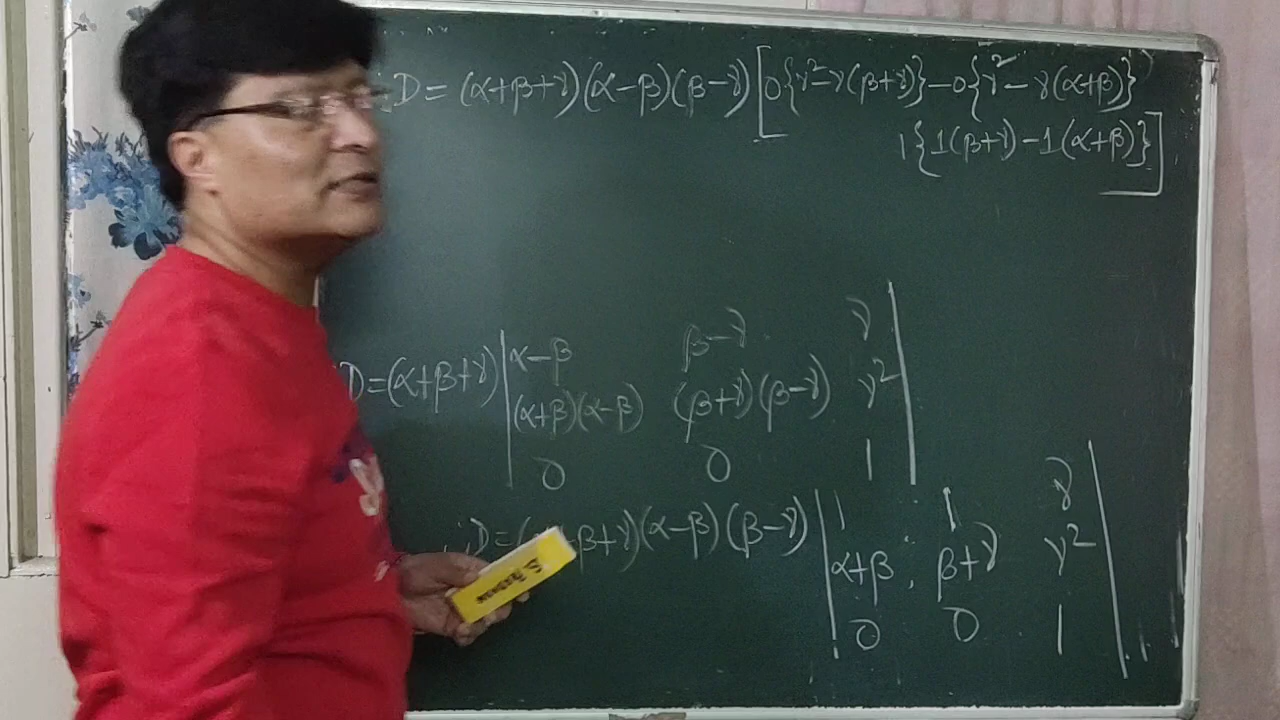 ∴ D = (α+β+γ)(α−β)(β−γ)[0{γ²−γ(β+γ)}−0{γ²−γ(α+β)}
1{1(β+γ)−1(α+β)}]
D=(α+β+γ) | α−β β−γ γ |
| (α+β)(α−β) (β+γ)(β−γ) γ² |
| 0 0 1 |
∴ D=( +β+γ)(α−β)(β−γ) | 1 1 γ |
| α+β β+γ γ² |
| 0 0 1 |